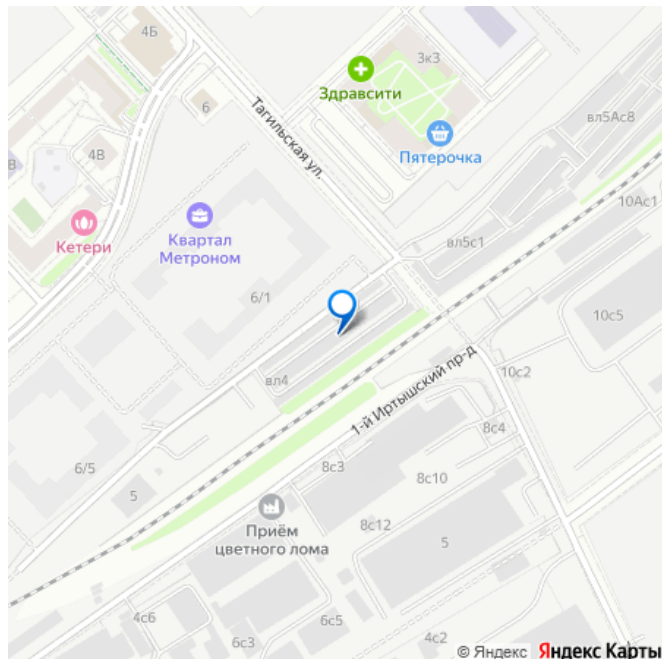 4Б
3к3
Здравсити
6
вл5Ас8
Тагильская ул.
Пятерочка
4В
В
10Ас1
Кетери
Квартал
Метроном
вл5с1
6/1
10с5
вл4
1-й Иртышский пр-д
10с2
8с4
8с3
6/5
8с10
5
Приём
цветного лома
8с12
5
4с6
6с5
6с3
4с2
© Яндекс Яндекс Карты